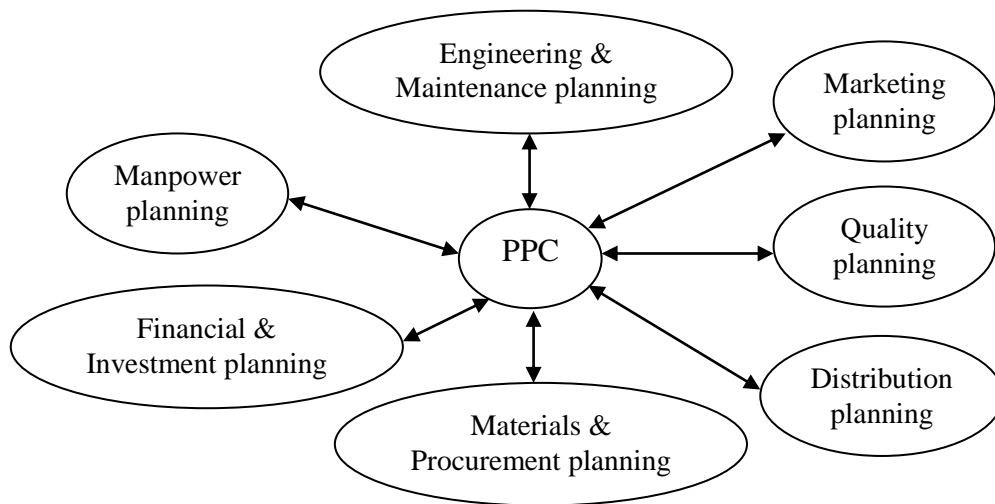 Engineering &
Maintenance planning
Marketing
planning
Manpower
planning
PPC
Quality
planning
Financial &
Investment planning
Distribution
planning
Materials &
Procurement planning